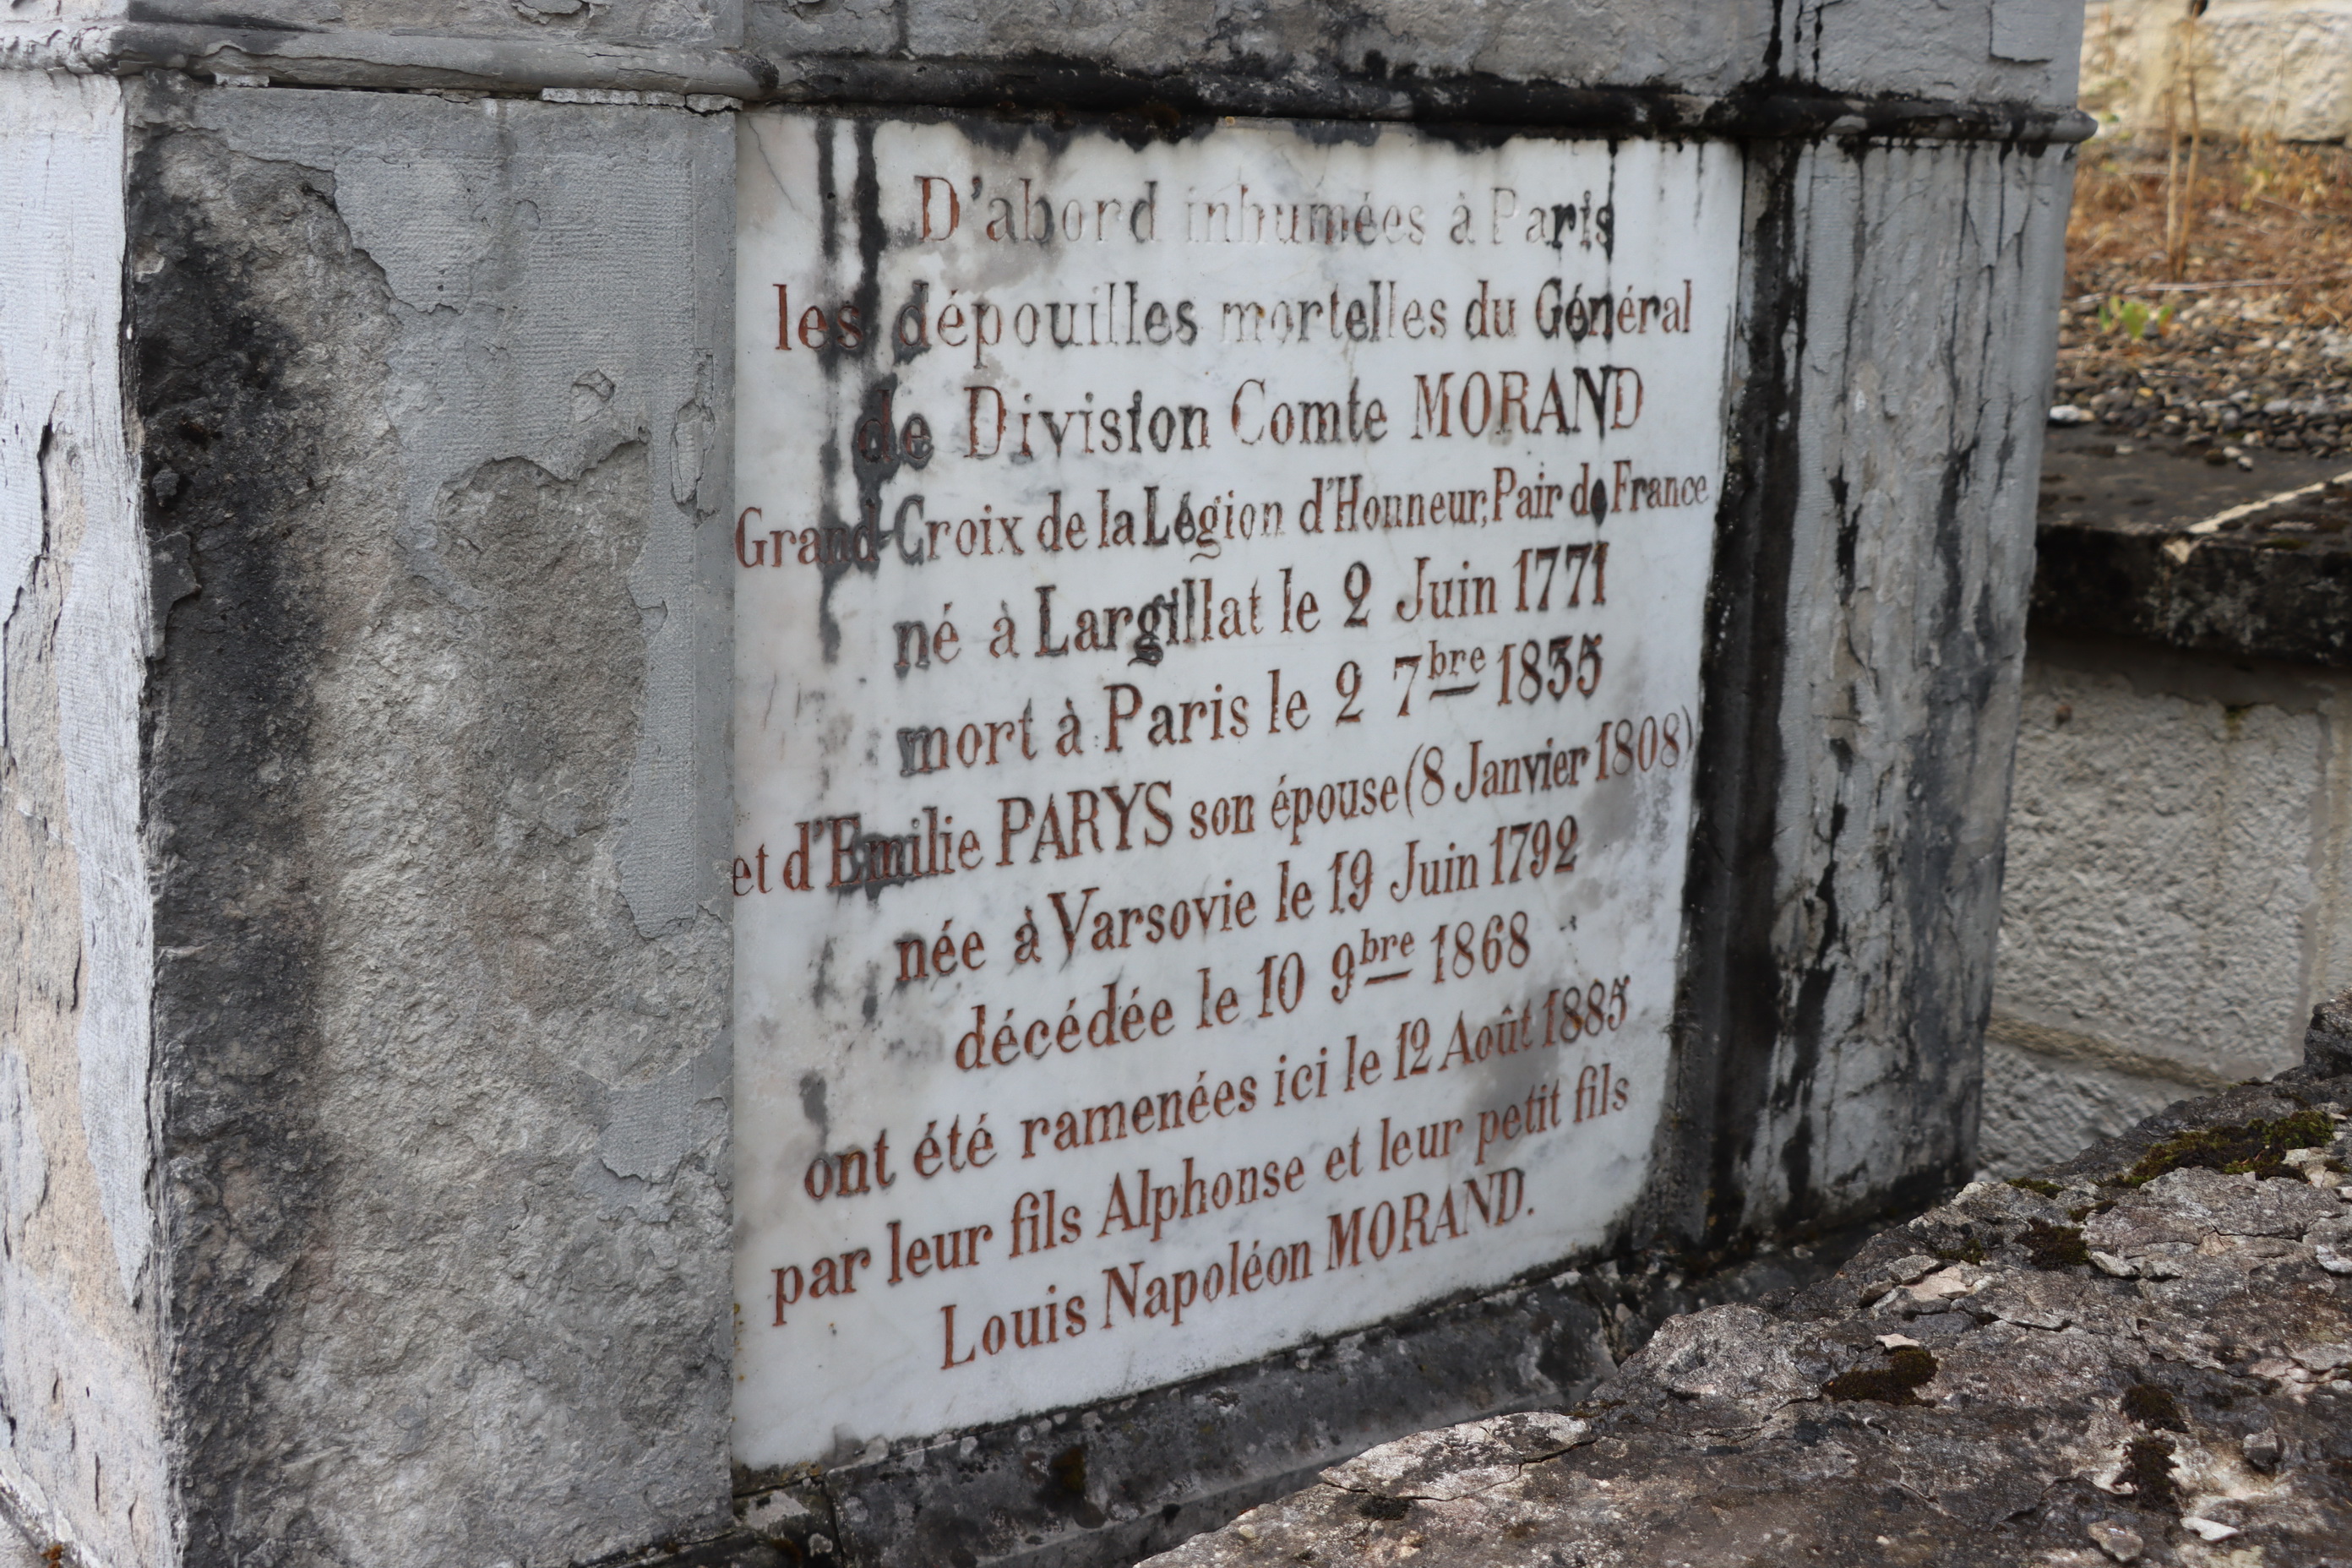 D'abord inhumées à Paris
les dépouilles mortelles du Général
de Division Comte MORAND
Grand-Croix de la Légion d'Honneur, Pair de France
né à Largillat le 2 Juin 1771
mort à Paris le 2 7bre 1835
et d'Emilie PARYS son épouse (8 Janvier 1808)
née à Varsovie le 19 Juin 1792
décédée le 10 9bre 1868
ont été ramenées ici le 12 Août 1885
par leur fils Alphonse et leur petit fils
Louis Napoléon MORAND.